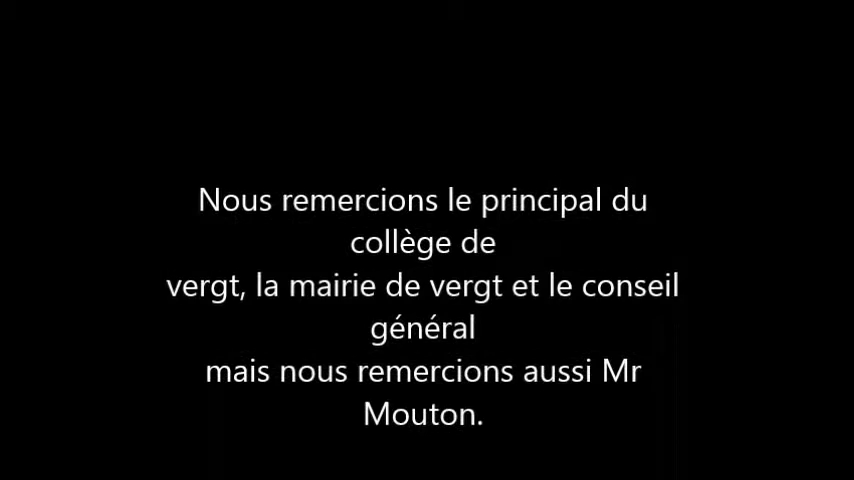 Nous remercions le principal du
collège de
vergt, la mairie de vergt et le conseil
général
mais nous remercions aussi Mr
Mouton.